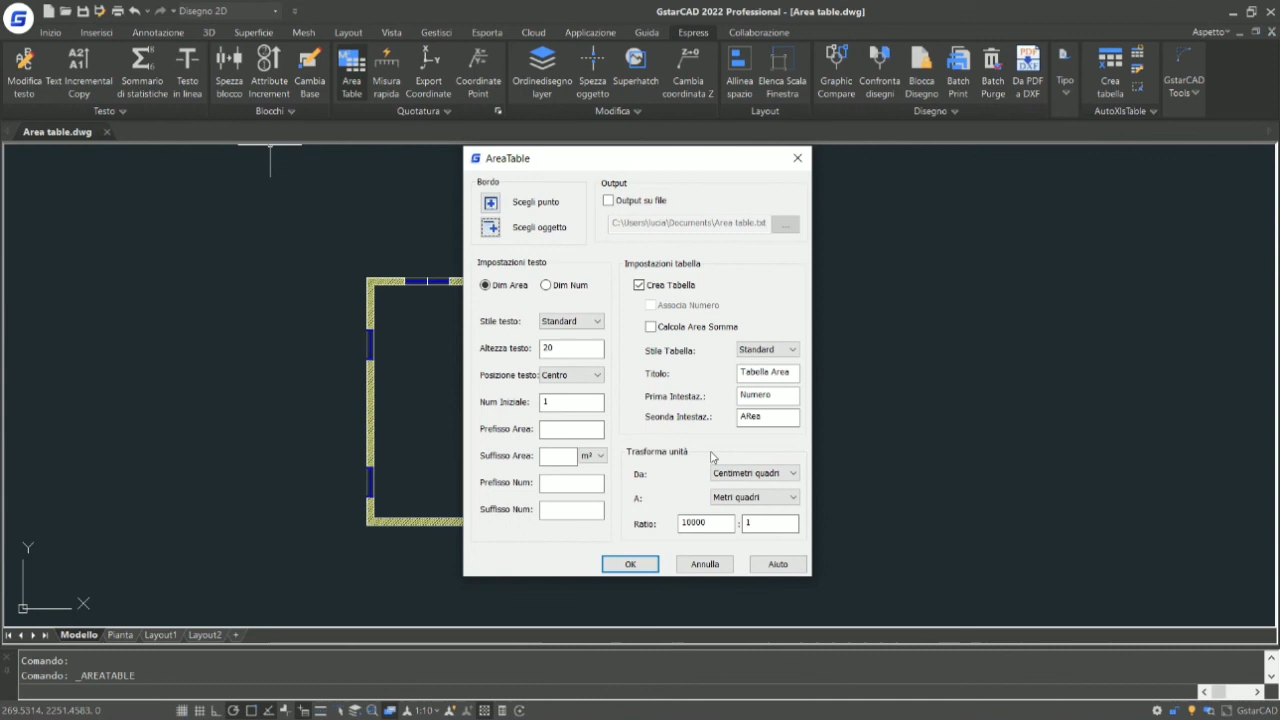 Disegno 2D
GstarCAD 2022 Professional - [Area table.dwg]
Inizio Inserisci Annotazione 3D Superficie Mesh Layout Vista Gestisci Esporta Cloud Applicazione Guida Express Collaborazione Aspetto
Modifica testo
Text Incremental Copy
Sommario di statistiche
Testo in linea
Spezza blocco
Attribute Increment
Cambia Base
Area Table
Misura rapida
Export Coordinate
Coordinate Point
Ordinedisegno layer
Spezza oggetto
Superhatch
Cambia coordinata Z
Allinea spazio
Elenca Scala Finestra
Graphic Compare
Confronta disegni
Blocca Disegno
Batch Print
Batch Purge
Da PDF a DXF
Tipo
Crea tabella
GstarCAD Tools
Testo Blocchi Quotatura Modifica Layout Disegno AutoXlsTable
Area table.dwg
AreaTable
Bordo
Scegli punto
Scegli oggetto
Output
Output su file
C:\Users\lucia\Documents\Area table.txt ...
Impostazioni testo
Dim Area Dim Num
Stile testo: Standard
Altezza testo: 20
Posizione testo: Centro
Num Iniziale: 1
Prefisso Area:
Suffisso Area: m²
Prefisso Num:
Suffisso Num:
Impostazioni tabella
Crea Tabella
Associa Numero
Calcola Area Somma
Stile Tabella: Standard
Titolo: Tabella Area
Prima Intestaz.: Numero
Seonda Intestaz.: ARea
Trasforma unità
Da: Centimetri quadri
A: Metri quadri
Ratio: 10000 : 1
OK Annulla Aiuto
Y
X
Modello Pianta Layout1 Layout2 +
Comando:
Comando: _AREATABLE
269.5314, 2251.4583, 0
1:10
GstarCAD